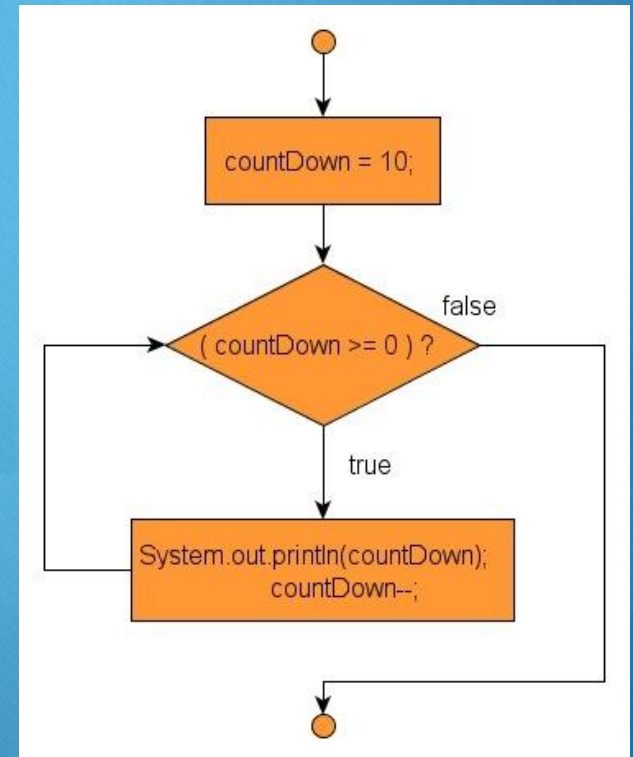 countDown = 10;
false
( countDown >= 0 ) ?
true
System.out.println(countDown);
countDown--;